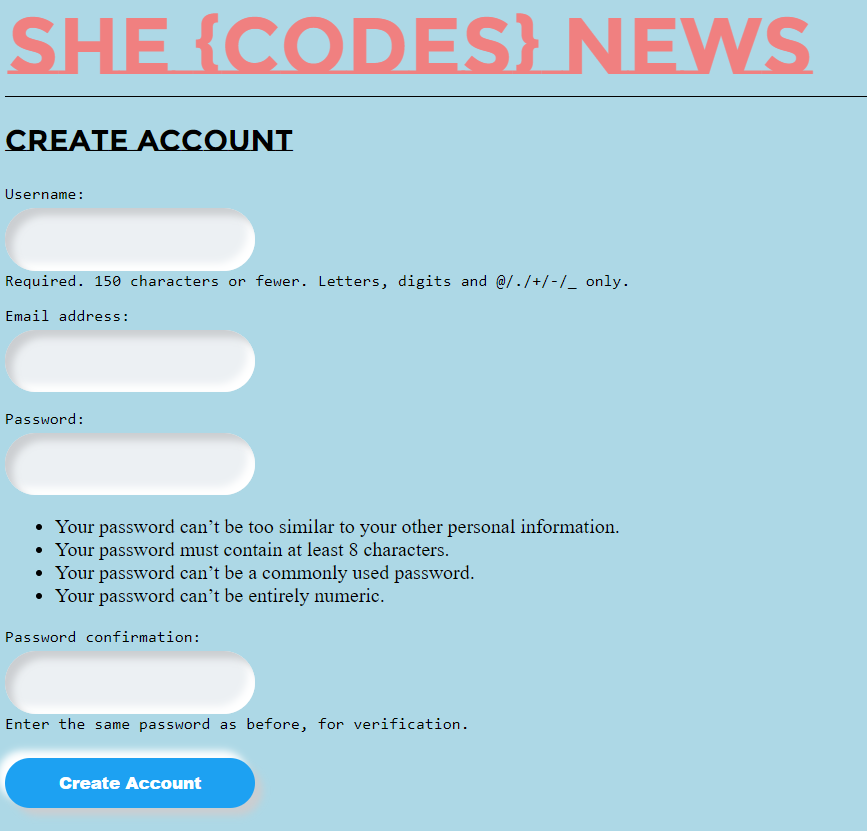 SHE {CODES} NEWS
CREATE ACCOUNT
Username:
Required. 150 characters or fewer. Letters, digits and @/./+/-/_ only.
Email address:
Password:
Your password can’t be too similar to your other personal information.
Your password must contain at least 8 characters.
Your password can’t be a commonly used password.
Your password can’t be entirely numeric.
Password confirmation:
Enter the same password as before, for verification.
Create Account